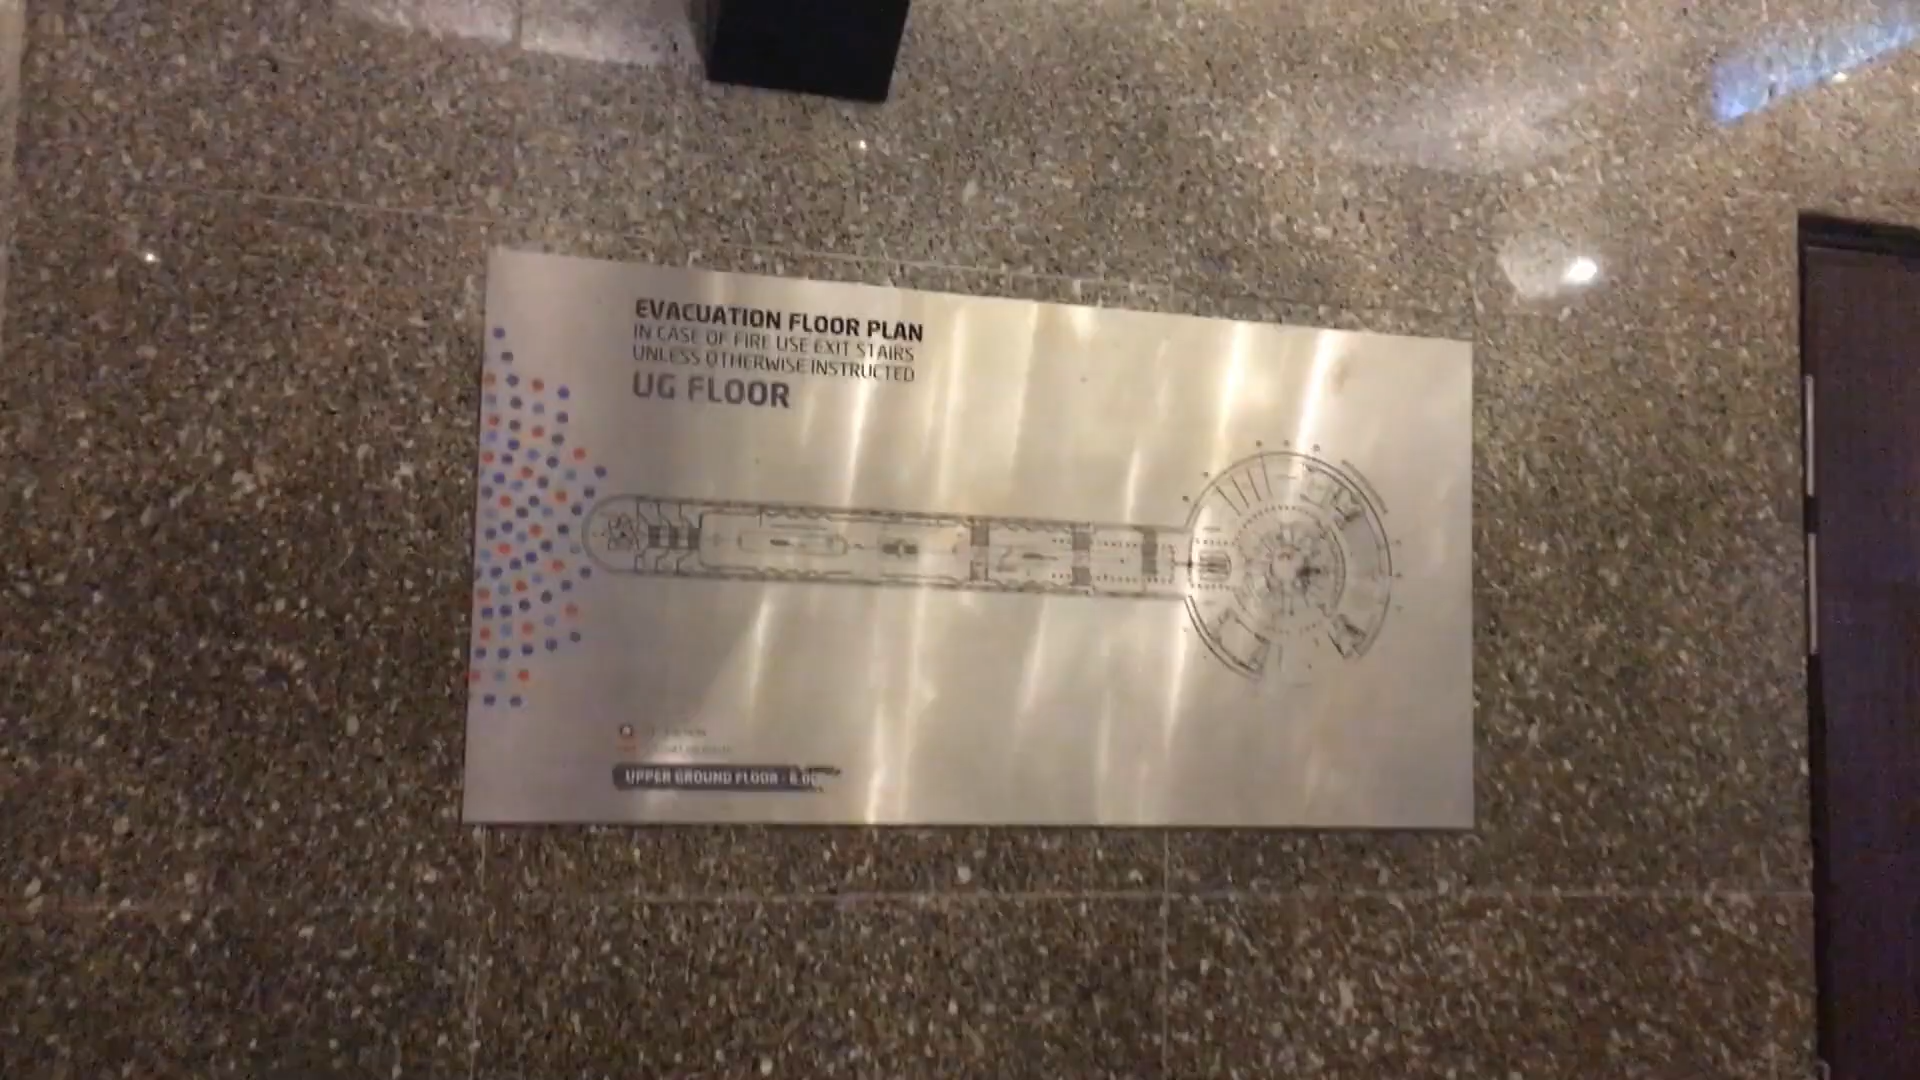 EVACUATION FLOOR PLAN
IN CASE OF FIRE USE EXIT STAIRS
UNLESS OTHERWISE INSTRUCTED
UG FLOOR
UPPER GROUND FLOOR -